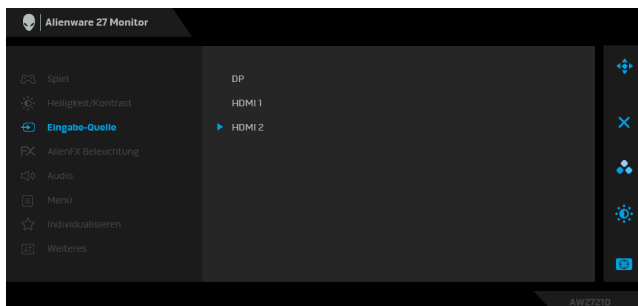 Alienware 27 Monitor
Spiel
Helligkeit/Kontrast
Eingabe-Quelle
AlienFX Beleuchtung
Audio
Menü
Individualisieren
Weiteres
DP
HDMI 1
HDMI 2
AW2721D